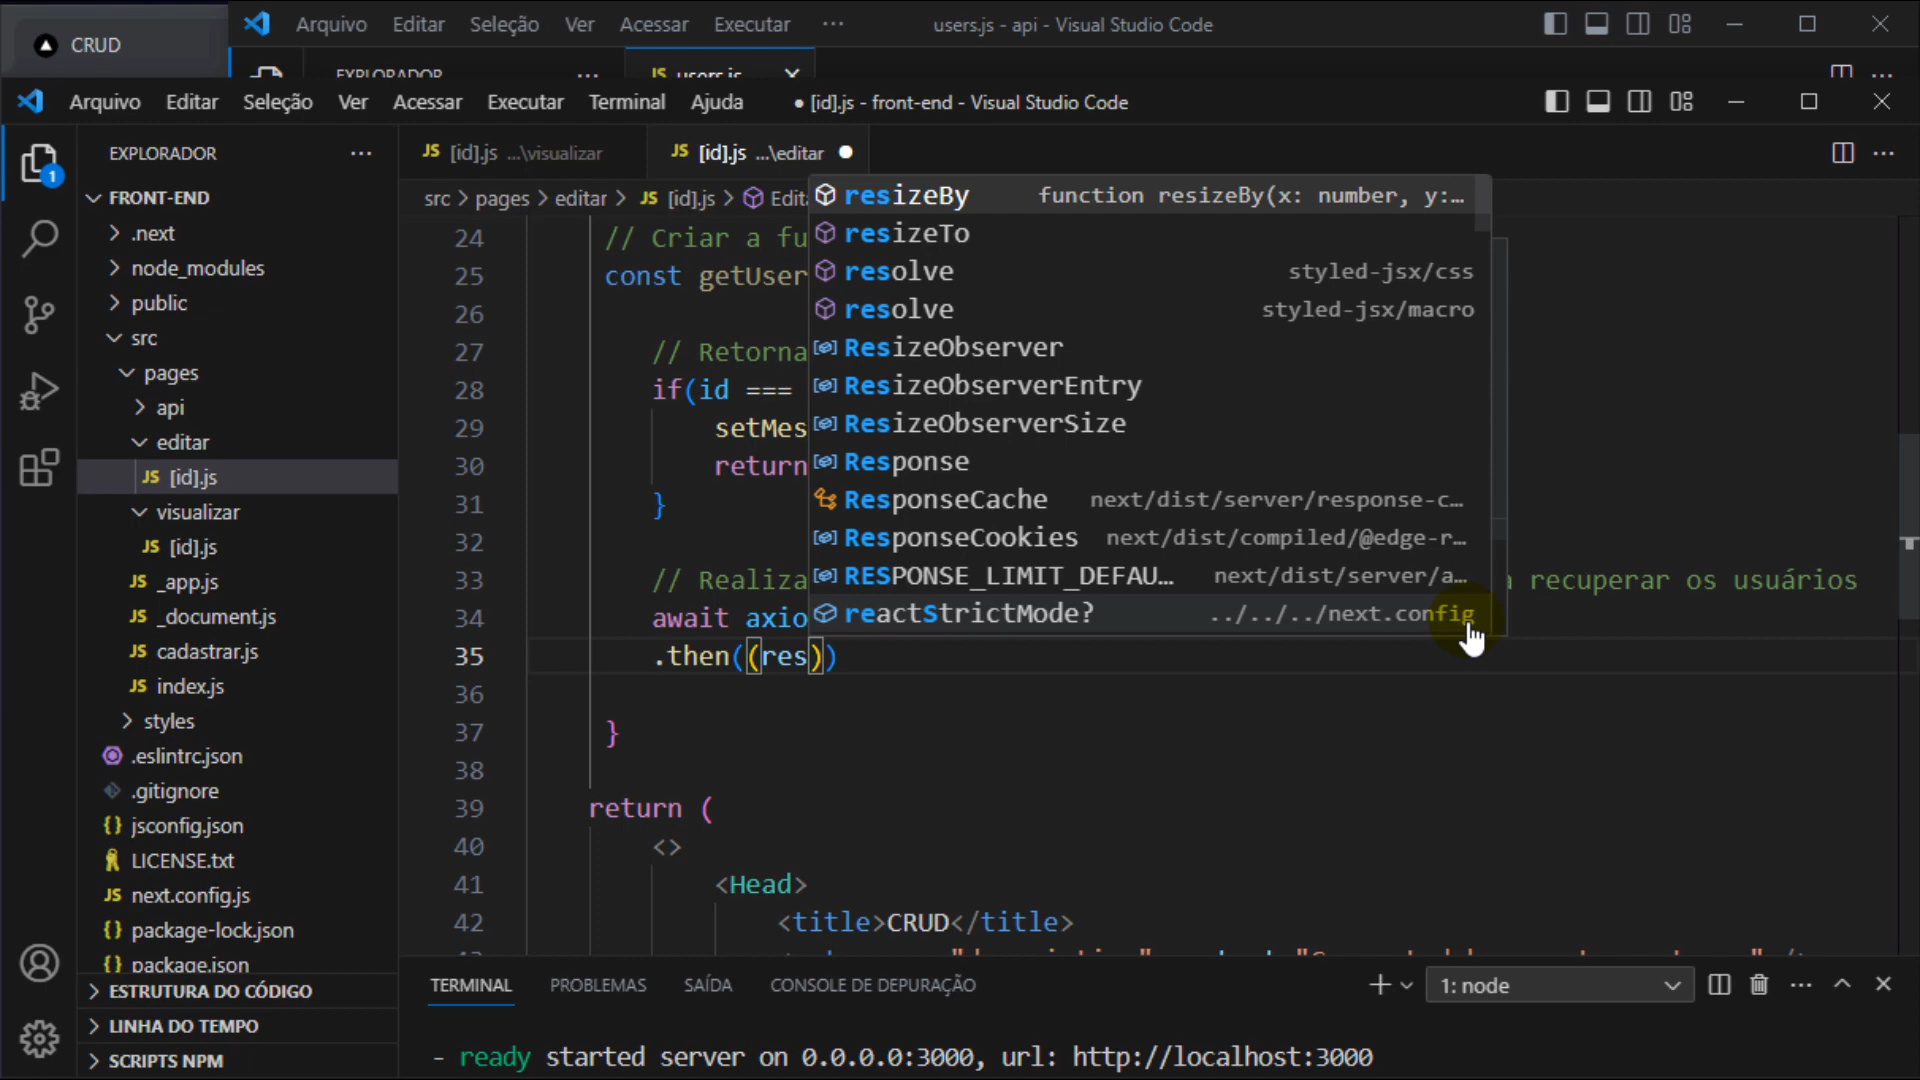 CRUD
Arquivo Editar Seleção Ver Acessar Executar ··· users.js - api - Visual Studio Code
EXPLORADOR ··· JS users.js
Arquivo Editar Seleção Ver Acessar Executar Terminal Ajuda ● [id].js - front-end - Visual Studio Code
1
EXPLORADOR ···
JS [id].js ...\visualizar JS [id].js ...\editar
src > pages > editar > JS [id].js >
FRONT-END
.next
node_modules
public
src
pages
api
editar
JS [id].js
visualizar
JS [id].js
JS _app.js
JS _document.js
JS cadastrar.js
JS index.js
styles
.eslintrc.json
.gitignore
{} jsconfig.json
LICENSE.txt
JS next.config.js
{} package-lock.json
{} package.json
ESTRUTURA DO CÓDIGO
LINHA DO TEMPO
SCRIPTS NPM
24 // Criar a fu
25 const getUser
26
27 // Retorna
28 if(id ===
29 setMes
30 return
31 }
32
33 // Realiza recuperar os usuários
34 await axio
35 .then((res))
36
37 }
38
39 return (
40 <>
41 <Head>
42 <title>CRUD</title>
resizeBy function resizeBy(x: number, y:…
resizeTo
resolve styled-jsx/css
resolve styled-jsx/macro
ResizeObserver
ResizeObserverEntry
ResizeObserverSize
Response
ResponseCache next/dist/server/response-c…
ResponseCookies next/dist/compiled/@edge-r…
RESPONSE_LIMIT_DEFAU… next/dist/server/a…
reactStrictMode? ../../../next.config
TERMINAL PROBLEMAS SAÍDA CONSOLE DE DEPURAÇÃO 1: node
- ready started server on 0.0.0.0:3000, url: http://localhost:3000